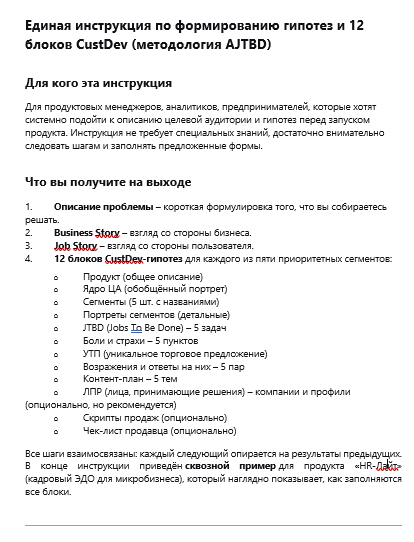 Единая инструкция по формированию гипотез и 12
блоков CustDev (методология AJTBD)
Для кого эта инструкция
Для продуктовых менеджеров, аналитиков, предпринимателей, которые хотят
системно подойти к описанию целевой аудитории и гипотез перед запуском
продукта. Инструкция не требует специальных знаний, достаточно внимательно
следовать шагам и заполнять предложенные формы.
Что вы получите на выходе
1. Описание проблемы – короткая формулировка того, что вы собираетесь
решать.
2. Business Story – взгляд со стороны бизнеса.
3. Job Story – взгляд со стороны пользователя.
4. 12 блоков CustDev-гипотез для каждого из пяти приоритетных сегментов:
o Продукт (общее описание)
o Ядро ЦА (обобщённый портрет)
o Сегменты (5 шт. с названиями)
o Портреты сегментов (детальные)
o JTBD (Jobs To Be Done) – 5 задач
o Боли и страхи – 5 пунктов
o УТП (уникальное торговое предложение)
o Возражения и ответы на них – 5 пар
o Контент-план – 5 тем
o ЛПР (лица, принимающие решения) – компании и профили
(опционально, но рекомендуется)
o Скрипты продаж (опционально)
o Чек-лист продавца (опционально)
Все шаги взаимосвязаны: каждый следующий опирается на результаты предыдущих.
В конце инструкции приведён сквозной пример для продукта «HR-Лайт»
(кадровый ЭДО для микробизнеса), который наглядно показывает, как заполняются
все блоки.